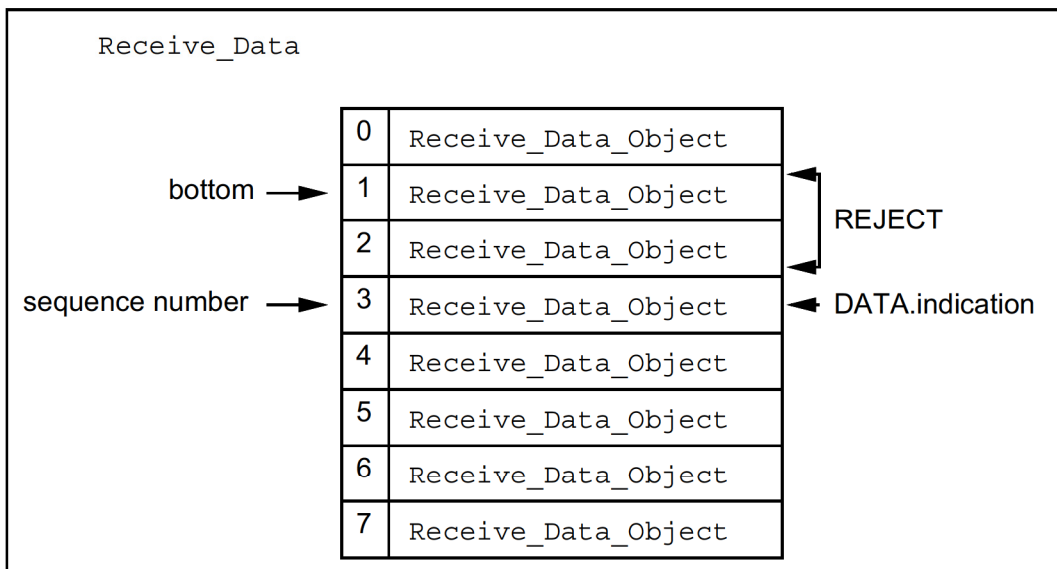 Receive_Data
0 Receive_Data_Object
bottom 1 Receive_Data_Object
REJECT
2 Receive_Data_Object
sequence number 3 Receive_Data_Object DATA.indication
4 Receive_Data_Object
5 Receive_Data_Object
6 Receive_Data_Object
7 Receive_Data_Object